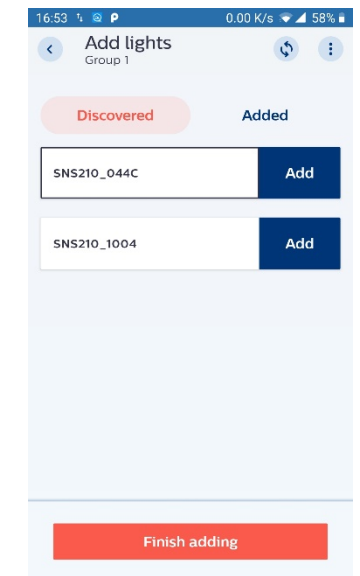 16:53 0.00 K/s 58%
Add lights
Group 1
Discovered Added
SNS210_044C Add
SNS210_1004 Add
Finish adding